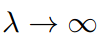 λ → ∞